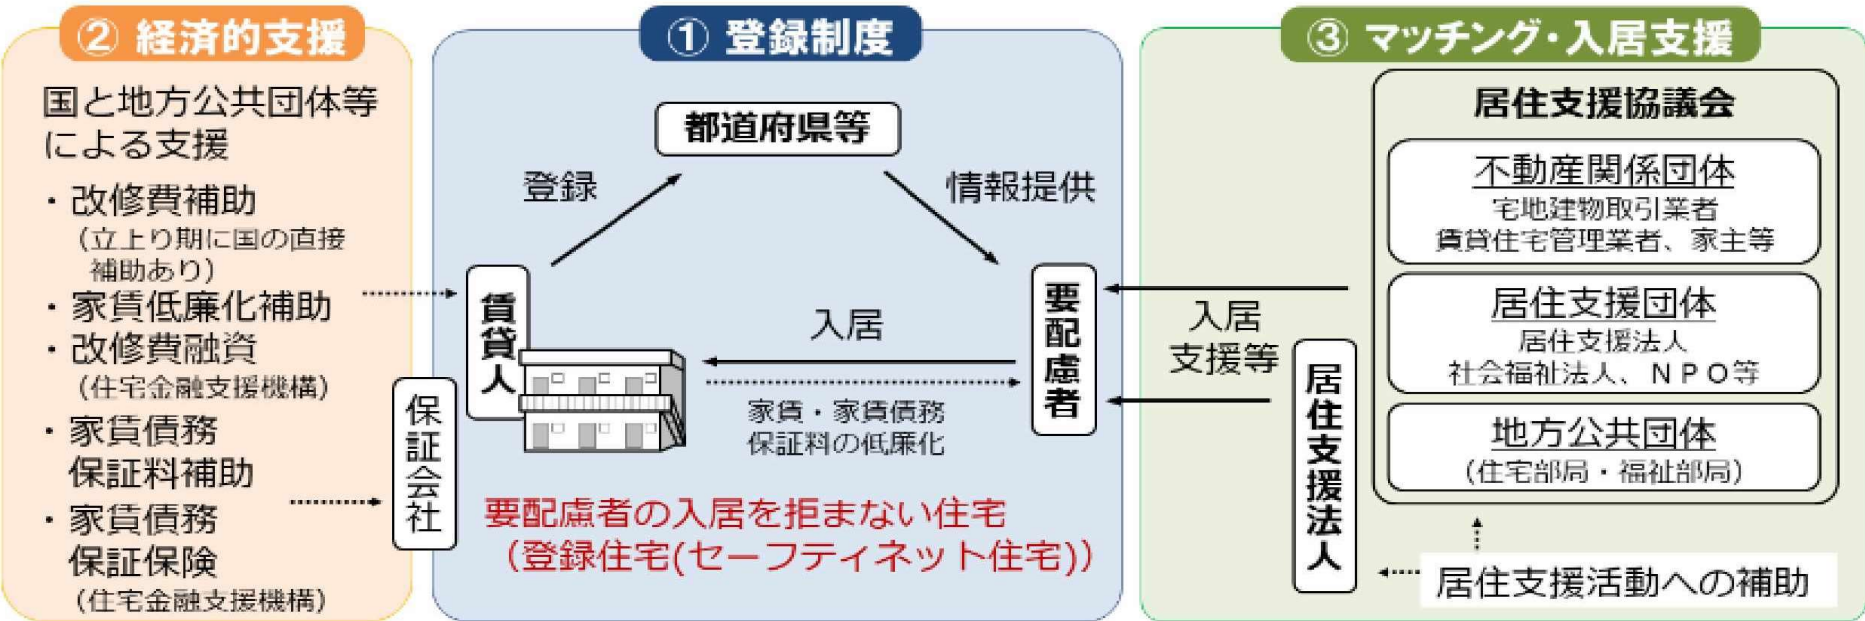 ② 経済的支援
国と地方公共団体等
による支援
・改修費補助
（立上り期に国の直接
補助あり）
・家賃低廉化補助
・改修費融資
（住宅金融支援機構）
・家賃債務
保証料補助
・家賃債務
保証保険
（住宅金融支援機構）
保証会社
① 登録制度
都道府県等
登録
情報提供
賃貸人
要配慮者
入居
家賃・家賃債務
保証料の低廉化
要配慮者の入居を拒まない住宅
（登録住宅(セーフティネット住宅)）
③ マッチング・入居支援
入居
支援等
居住支援法人
居住支援協議会
不動産関係団体
宅地建物取引業者
賃貸住宅管理業者、家主等
居住支援団体
居住支援法人
社会福祉法人、ＮＰＯ等
地方公共団体
（住宅部局・福祉部局）
居住支援活動への補助